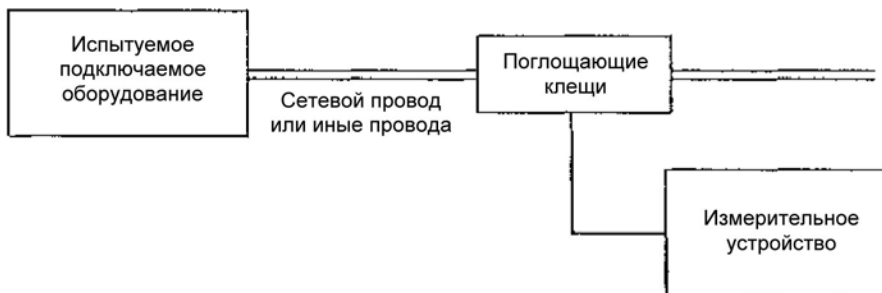 Испытуемое
подключаемое
оборудование
Сетевой провод
или иные провода
Поглощающие
клещи
Измерительное
устройство